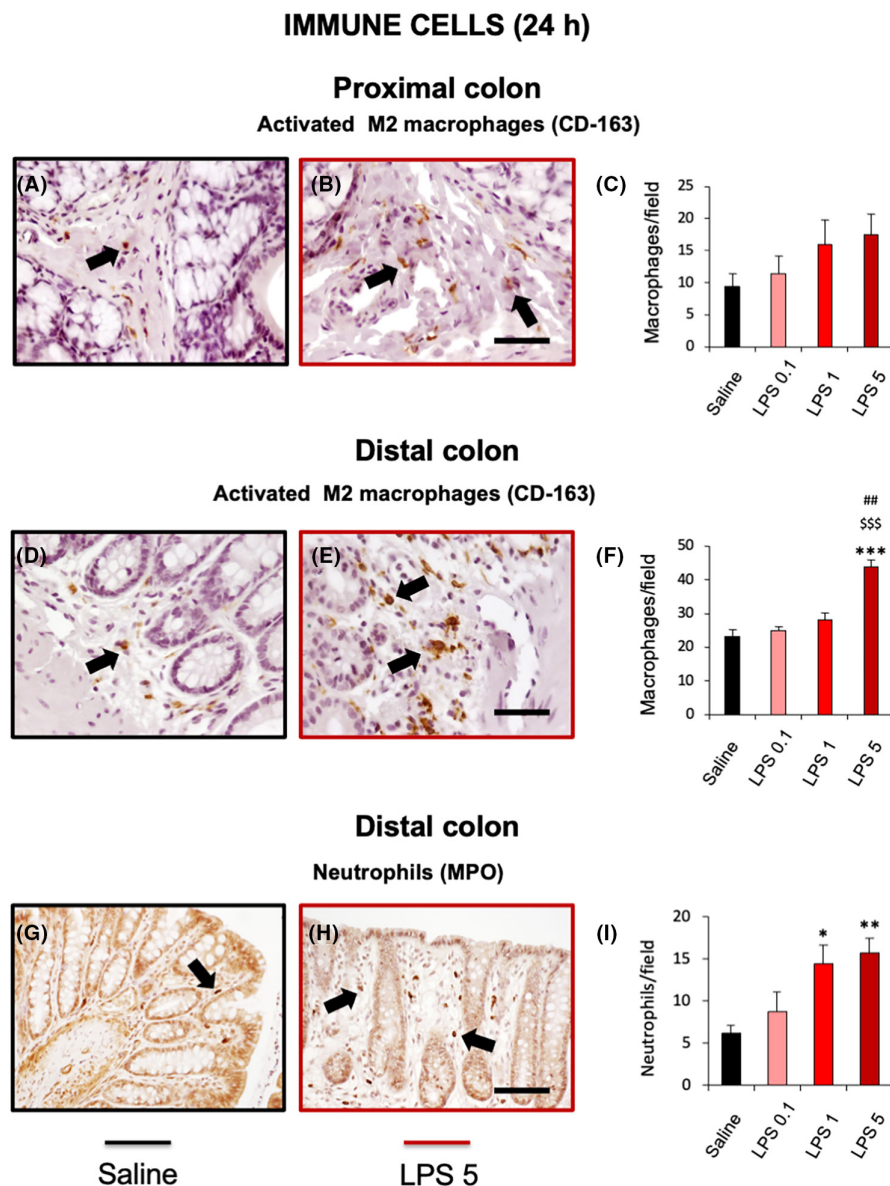 IMMUNE CELLS (24 h)
Proximal colon
Activated M2 macrophages (CD-163)
(A)
(B)
(C)
Macrophages/field
25
20
15
10
5
0
Saline
LPS 0.1
LPS 1
LPS 5
Distal colon
Activated M2 macrophages (CD-163)
(D)
(E)
(F)
Macrophages/field
50
40
30
20
10
0
##
$$$
***
Saline
LPS 0.1
LPS 1
LPS 5
Distal colon
Neutrophils (MPO)
(G)
(H)
(I)
Neutrophils/field
20
15
10
5
0
*
**
Saline
LPS 0.1
LPS 1
LPS 5
Saline
LPS 5